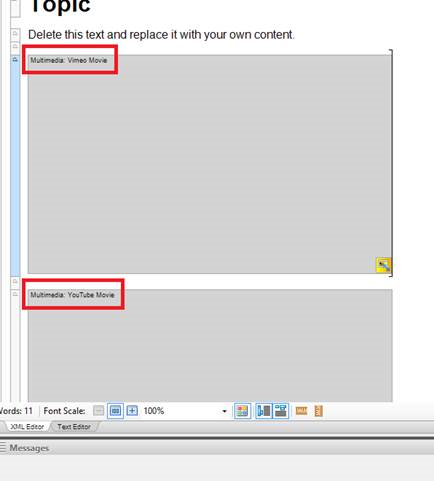 Topic
Delete this text and replace it with your own content.
Multimedia: Vimeo Movie
Multimedia: YouTube Movie
Words: 11 Font Scale: 100%
XML Editor Text Editor
Messages